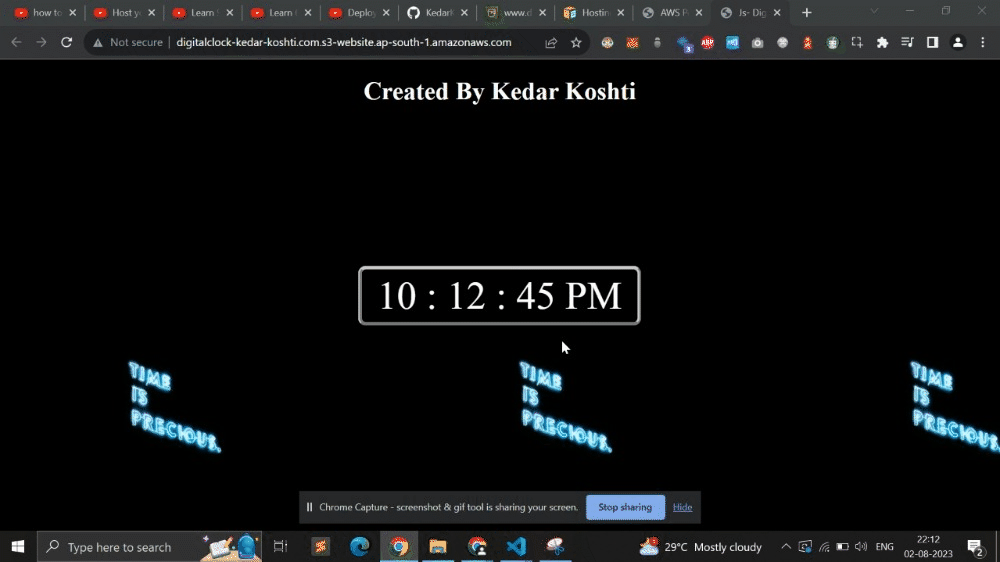 how to
Host yo
Learn
Learn
Deploy
Kedar
www.d
Hostin
AWS P
Js- Dig
Not secure
digitalclock-kedar-koshti.com.s3-website.ap-south-1.amazonaws.com
ABP
3
Created By Kedar Koshti
10 : 12 : 45 PM
TIME
IS
PRECIOUS.
TIME
IS
PRECIOUS.
TIME
IS
PRECIOUS.
Chrome Capture - screenshot & gif tool is sharing your screen.
Stop sharing
Hide
Type here to search
29°C Mostly cloudy
ENG
22:12
02-08-2023
2